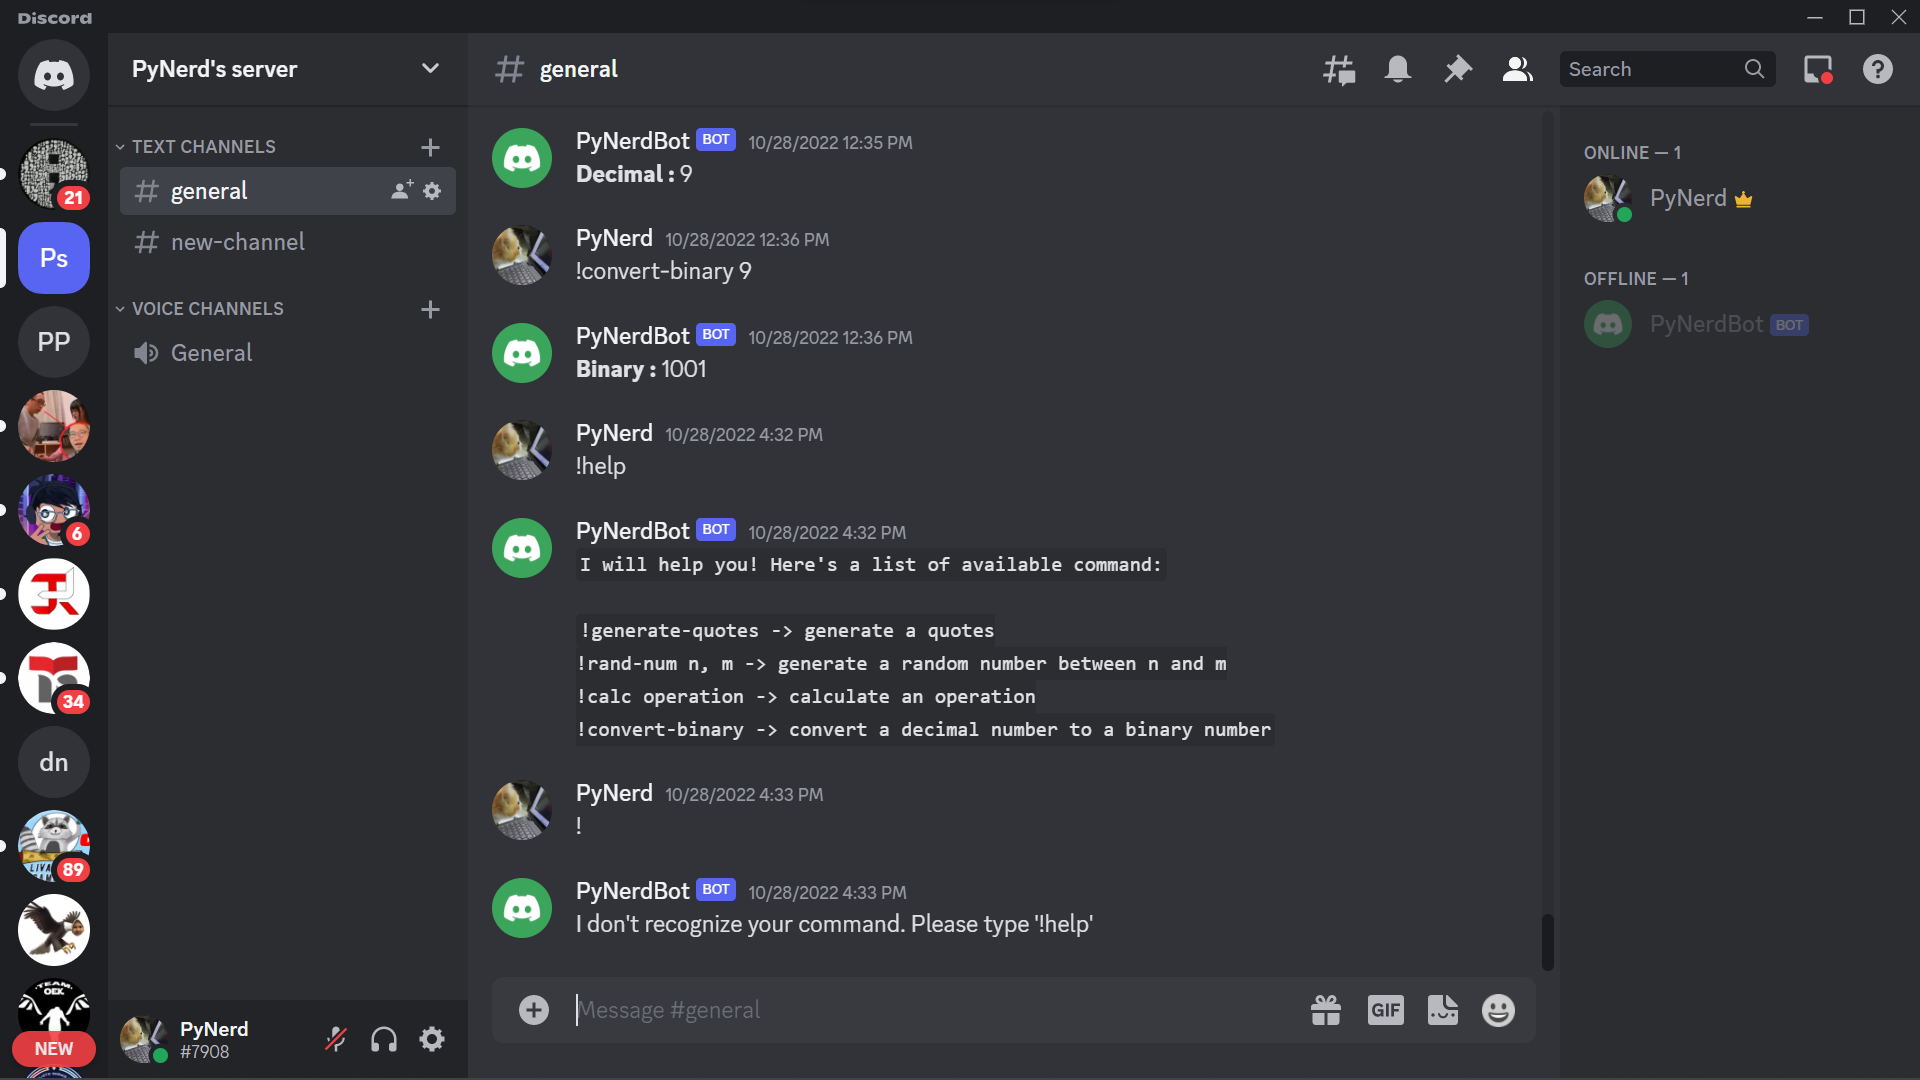 Discord
PyNerd's server
TEXT CHANNELS
general
new-channel
VOICE CHANNELS
General
21
Ps
PP
6
34
dn
89
TEAM
OEK
NEW
PyNerd
#7908
general
Search
PyNerdBot BOT 10/28/2022 12:35 PM
Decimal : 9
PyNerd 10/28/2022 12:36 PM
!convert-binary 9
PyNerdBot BOT 10/28/2022 12:36 PM
Binary : 1001
PyNerd 10/28/2022 4:32 PM
!help
PyNerdBot BOT 10/28/2022 4:32 PM
I will help you! Here's a list of available command:
!generate-quotes -> generate a quotes
!rand-num n, m -> generate a random number between n and m
!calc operation -> calculate an operation
!convert-binary -> convert a decimal number to a binary number
PyNerd 10/28/2022 4:33 PM
!
PyNerdBot BOT 10/28/2022 4:33 PM
I don't recognize your command. Please type '!help'
Message #general
GIF
ONLINE — 1
PyNerd
OFFLINE — 1
PyNerdBot BOT